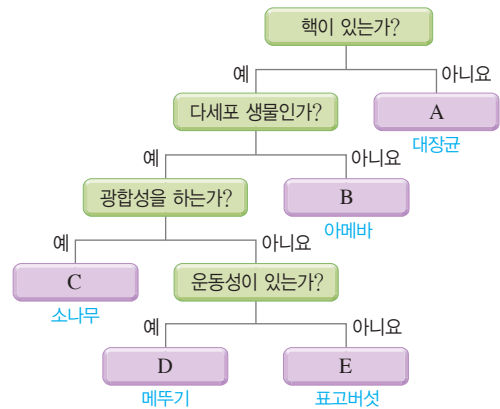 핵이 있는가?
예
아니요
다세포 생물인가?
A
대장균
예
아니요
광합성을 하는가?
B
아메바
예
아니요
C
소나무
운동성이 있는가?
예
아니요
D
E
메뚜기
표고버섯